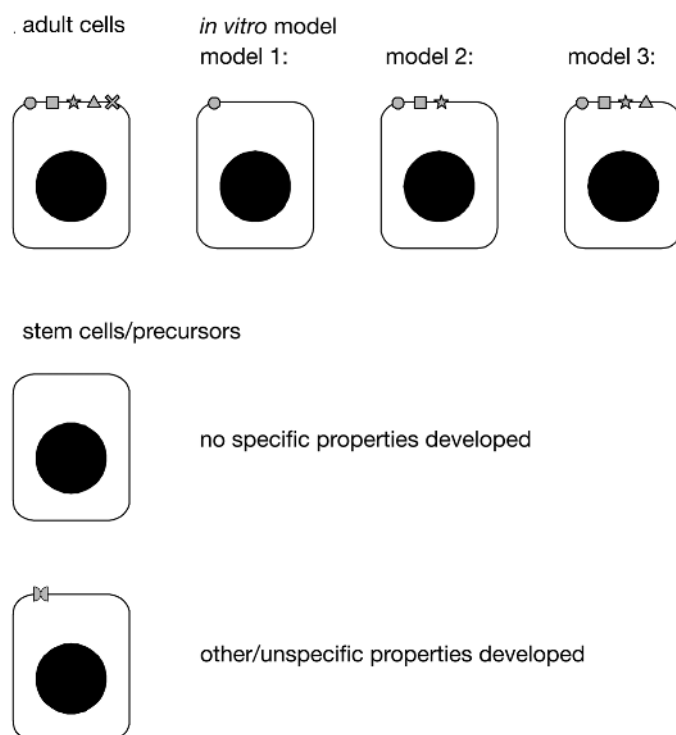 . adult cells
in vitro model
model 1:
model 2:
model 3:
stem cells/precursors
no specific properties developed
other/unspecific properties developed